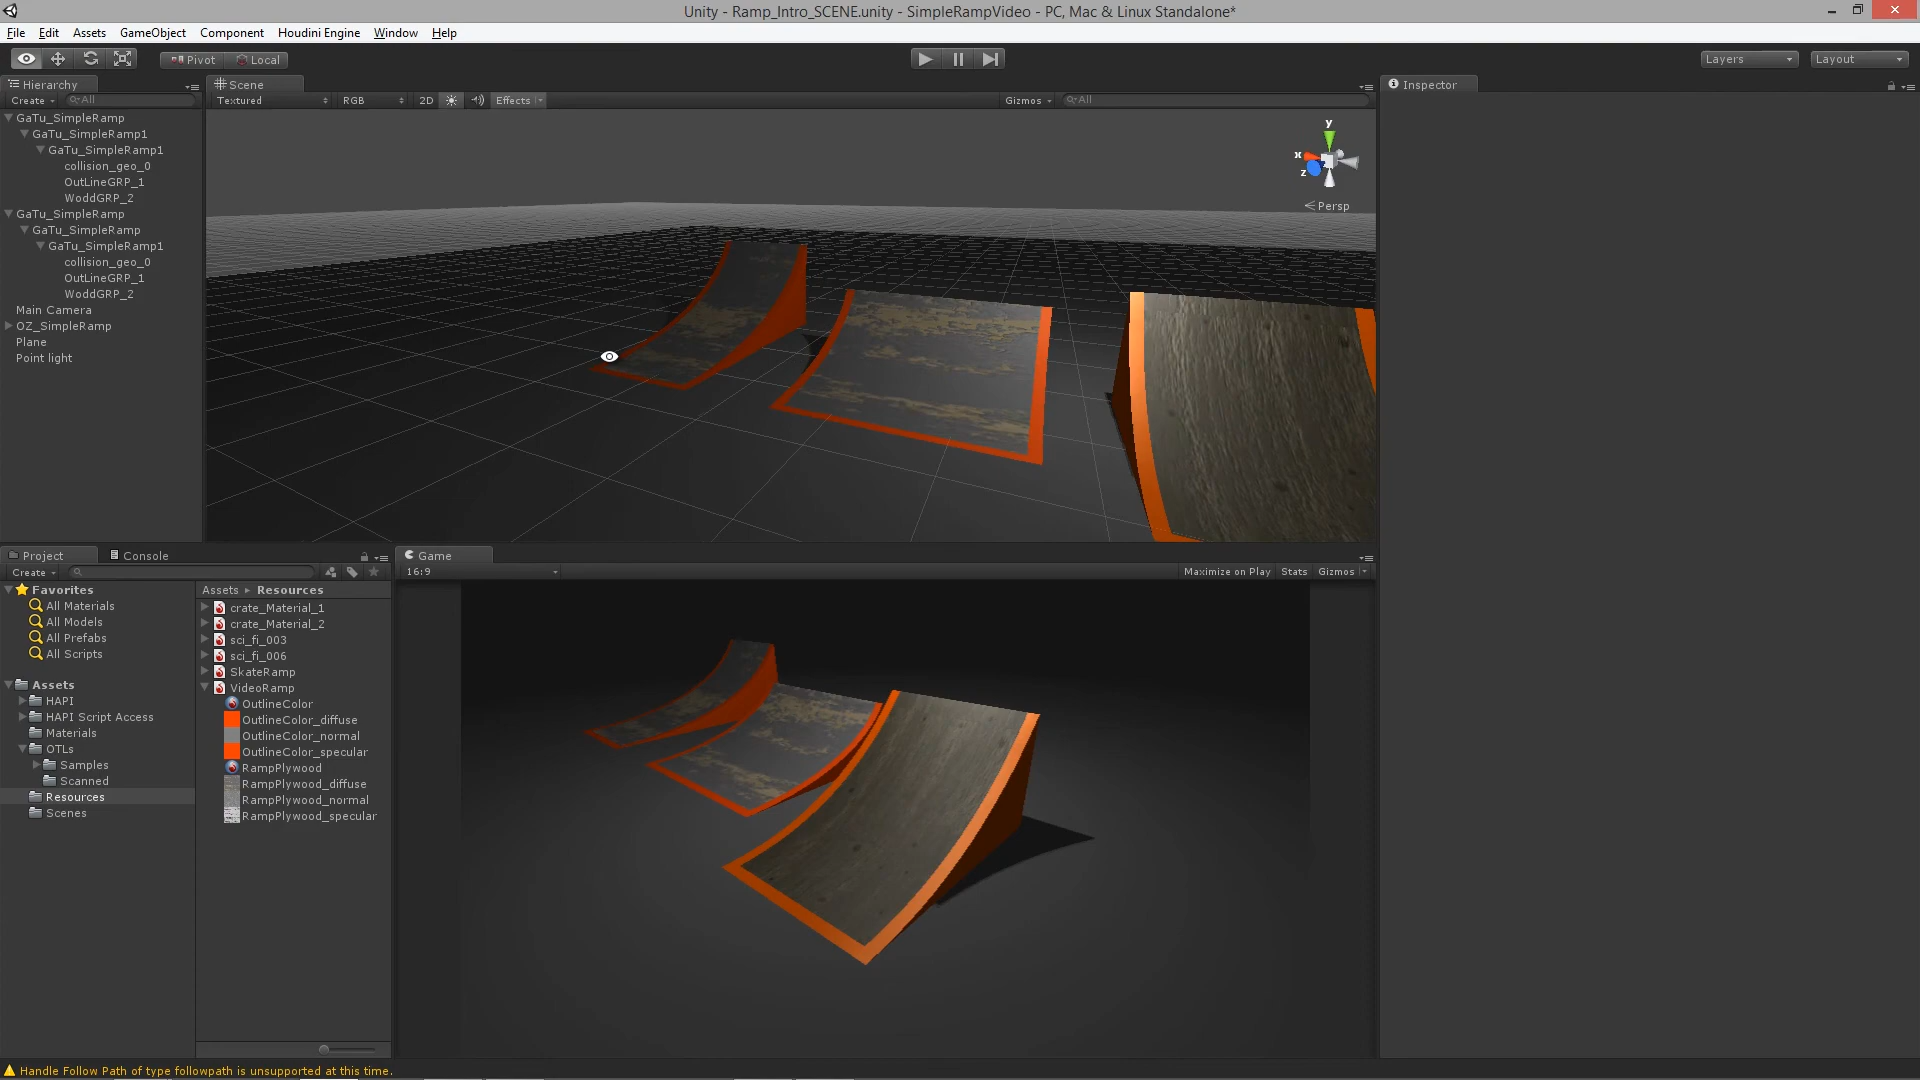 Unity - Ramp_Intro_SCENE.unity - SimpleRampVideo - PC, Mac & Linux Standalone*
File Edit Assets GameObject Component Houdini Engine Window Help
Pivot Local Layers Layout
Hierarchy Scene Inspector
Create All Textured RGB 2D Effects Gizmos All
GaTu_SimpleRamp
GaTu_SimpleRamp1
GaTu_SimpleRamp1
collision_geo_0
OutLineGRP_1
WoddGRP_2
GaTu_SimpleRamp
GaTu_SimpleRamp
GaTu_SimpleRamp1
collision_geo_0
OutLineGRP_1
WoddGRP_2
Main Camera
OZ_SimpleRamp
Plane
Point light
y
x
z
Persp
Project Console Game
Create 16:9 Maximize on Play Stats Gizmos
Favorites
All Materials
All Models
All Prefabs
All Scripts
Assets
HAPI
HAPI Script Access
Materials
OTLs
Samples
Scanned
Resources
Scenes
Assets Resources
crate_Material_1
crate_Material_2
sci_fi_003
sci_fi_006
SkateRamp
VideoRamp
OutlineColor
OutlineColor_diffuse
OutlineColor_normal
OutlineColor_specular
RampPlywood
RampPlywood_diffuse
RampPlywood_normal
RampPlywood_specular
Handle Follow Path of type followpath is unsupported at this time.